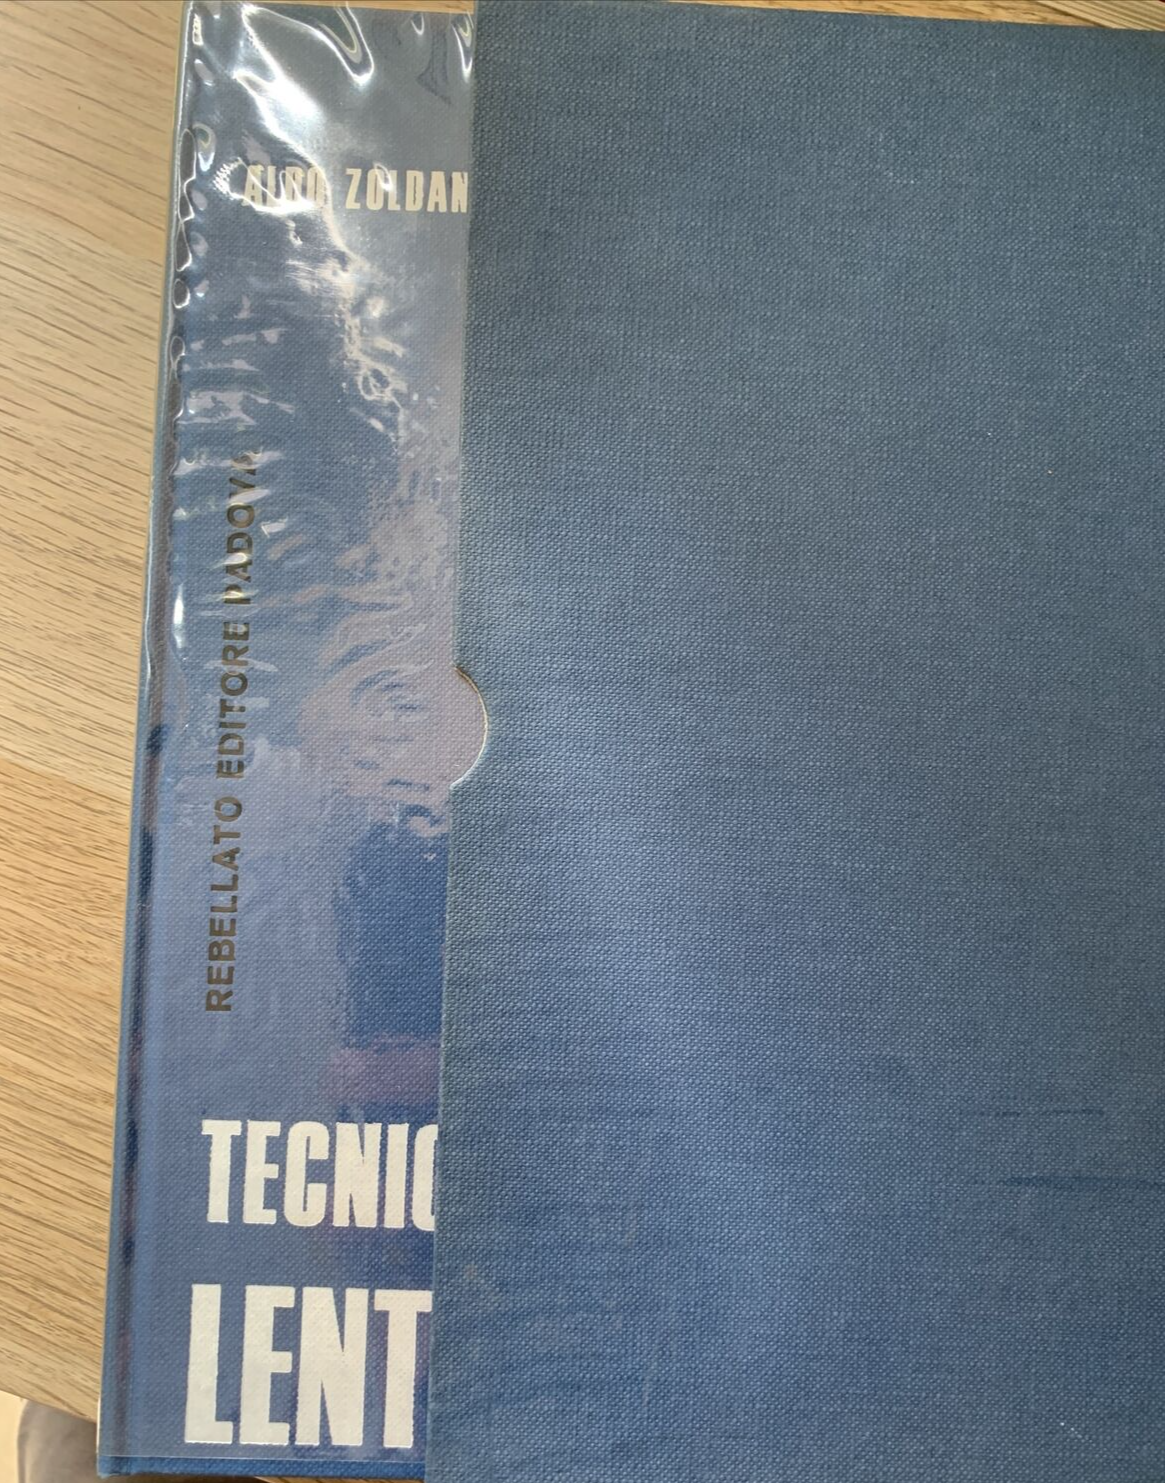 ALDO ZOLDAN
REBELLATO EDITORE PADOVA
TECNIC
LENT